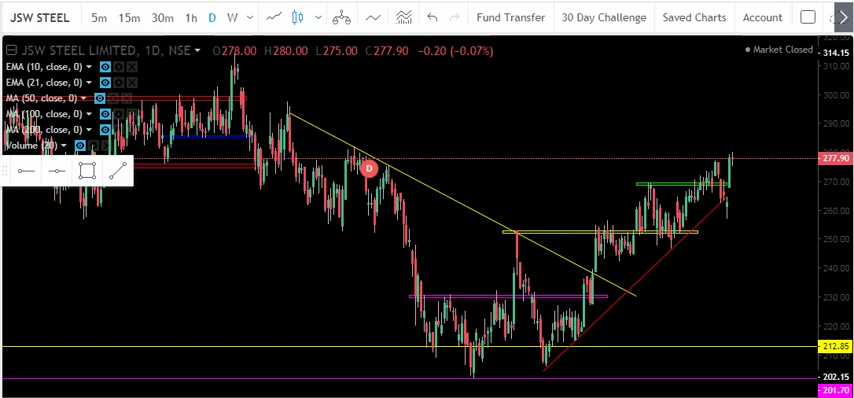 JSW STEEL 5m 15m 30m 1h D W Fund Transfer 30 Day Challenge Saved Charts Account
JSW STEEL LIMITED, 1D, NSE O278.00 H280.00 L275.00 C277.90 −0.20 (−0.07%) Market Closed
314.15
EMA (10, close, 0)
310.00
EMA (21, close, 0)
300.00
MA (50, close, 0)
MA (100, close, 0)
290.00
MA (200, close, 0)
Volume (20)
277.90
D
270.00
260.00
250.00
240.00
230.00
220.00
212.85
202.15
201.70